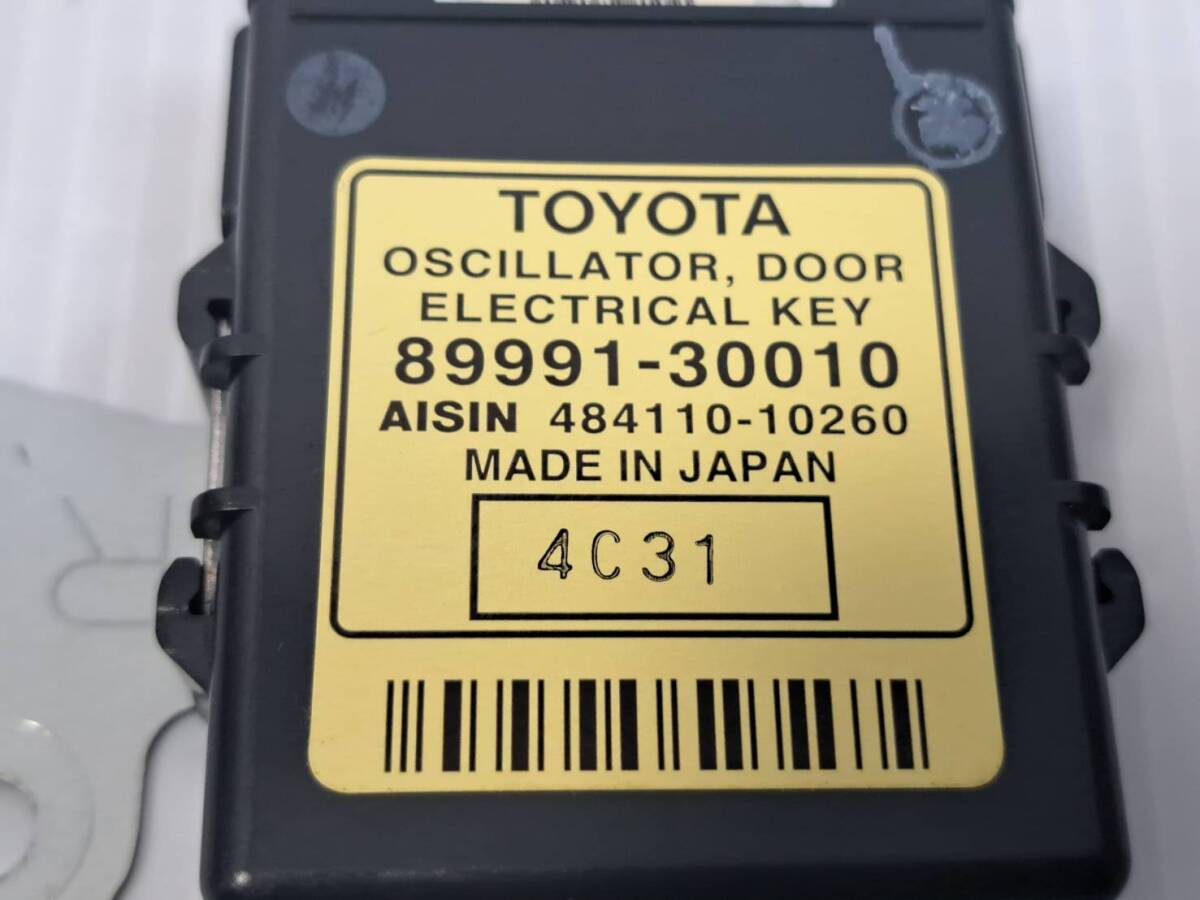 TOYOTA
OSCILLATOR, DOOR
ELECTRICAL KEY
89991-30010
AISIN 484110-10260
MADE IN JAPAN
4C31